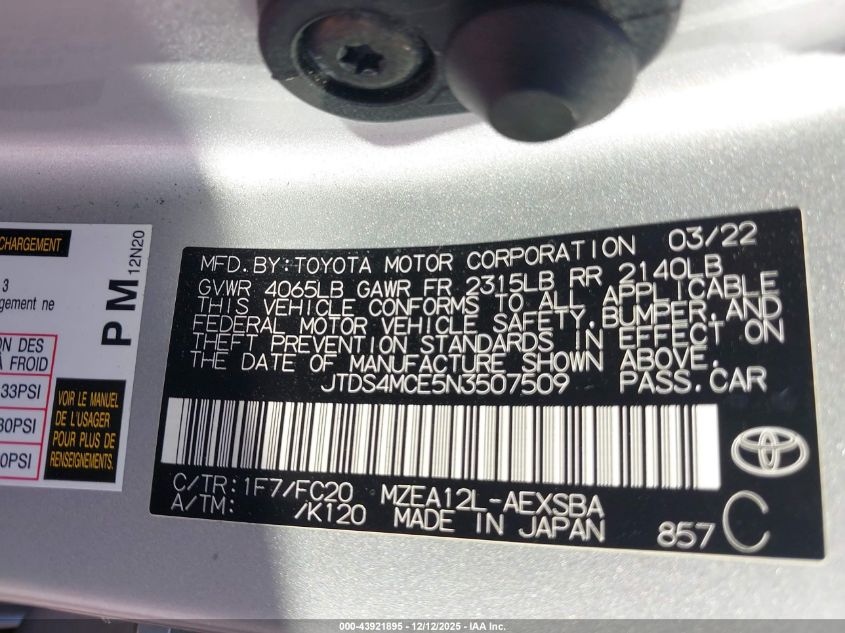 CHARGEMENT
3
gement ne
ON DES
À FROID
33PSI
30PSI
0PSI
PM
12N20
VOIR LE MANUEL
DE L'USAGER
POUR PLUS DE
RENSEIGNEMENTS.
MFD. BY: TOYOTA MOTOR CORPORATION 03/22
GVWR 4065LB GAWR FR 2315LB RR 2140LB
THIS VEHICLE CONFORMS TO ALL APPLICABLE
FEDERAL MOTOR VEHICLE SAFETY, BUMPER, AND
THEFT PREVENTION STANDARDS IN EFFECT ON
THE DATE OF MANUFACTURE SHOWN ABOVE.
JTDS4MCE5N3507509 PASS. CAR
C/TR: 1F7/FC20 MZEA12L-AEXSBA
A/TM: /K120 MADE IN JAPAN 857 C
000-43921895 - 12/12/2025 - IAA Inc.